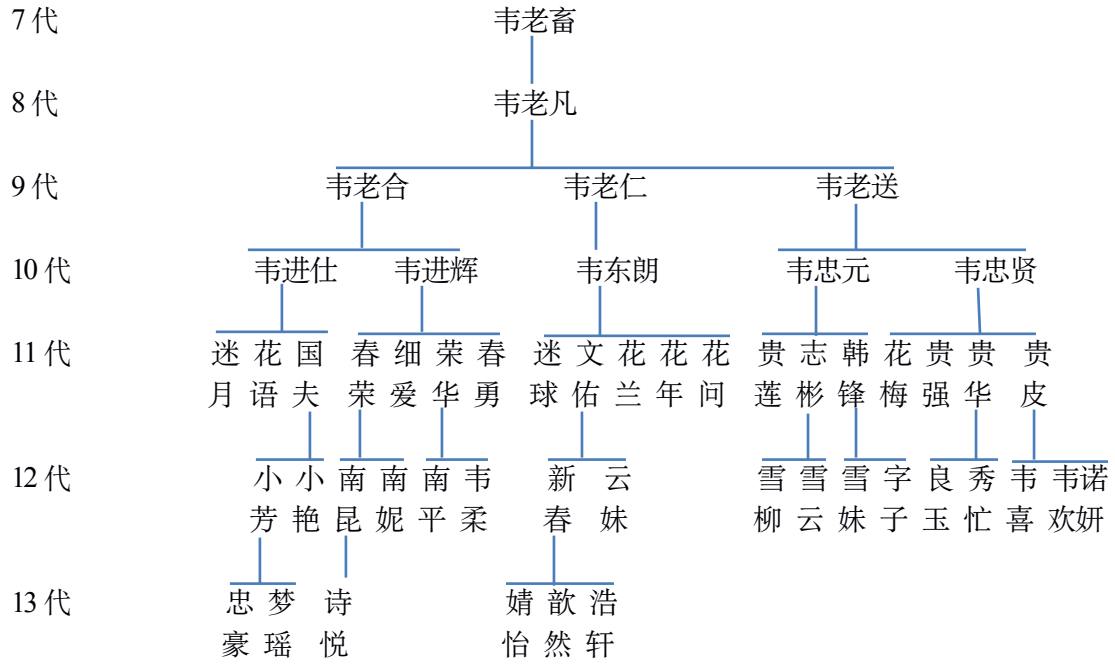 7代 韦老畜
8代 韦老凡
9代 韦老合 韦老仁 韦老送
10代 韦进仕 韦进辉 韦东朗 韦忠元 韦忠贤
11代 迷 花 国 春 细 荣 春 迷 文 花 花 花 贵 志 韩 花 贵 贵 贵
月 语 夫 荣 爱 华 勇 球 佑 兰 年 问 莲 彬 锋 梅 强 华 皮
12代 小 小 南 南 南 韦 新 云 雪 雪 雪 字 良 秀 韦 韦诺
芳 艳 昆 妮 平 柔 春 妹 柳 云 妹 子 玉 忙 喜 欢妍
13代 忠 梦 诗 婧 歆 浩
豪 瑶 悦 怡 然 轩